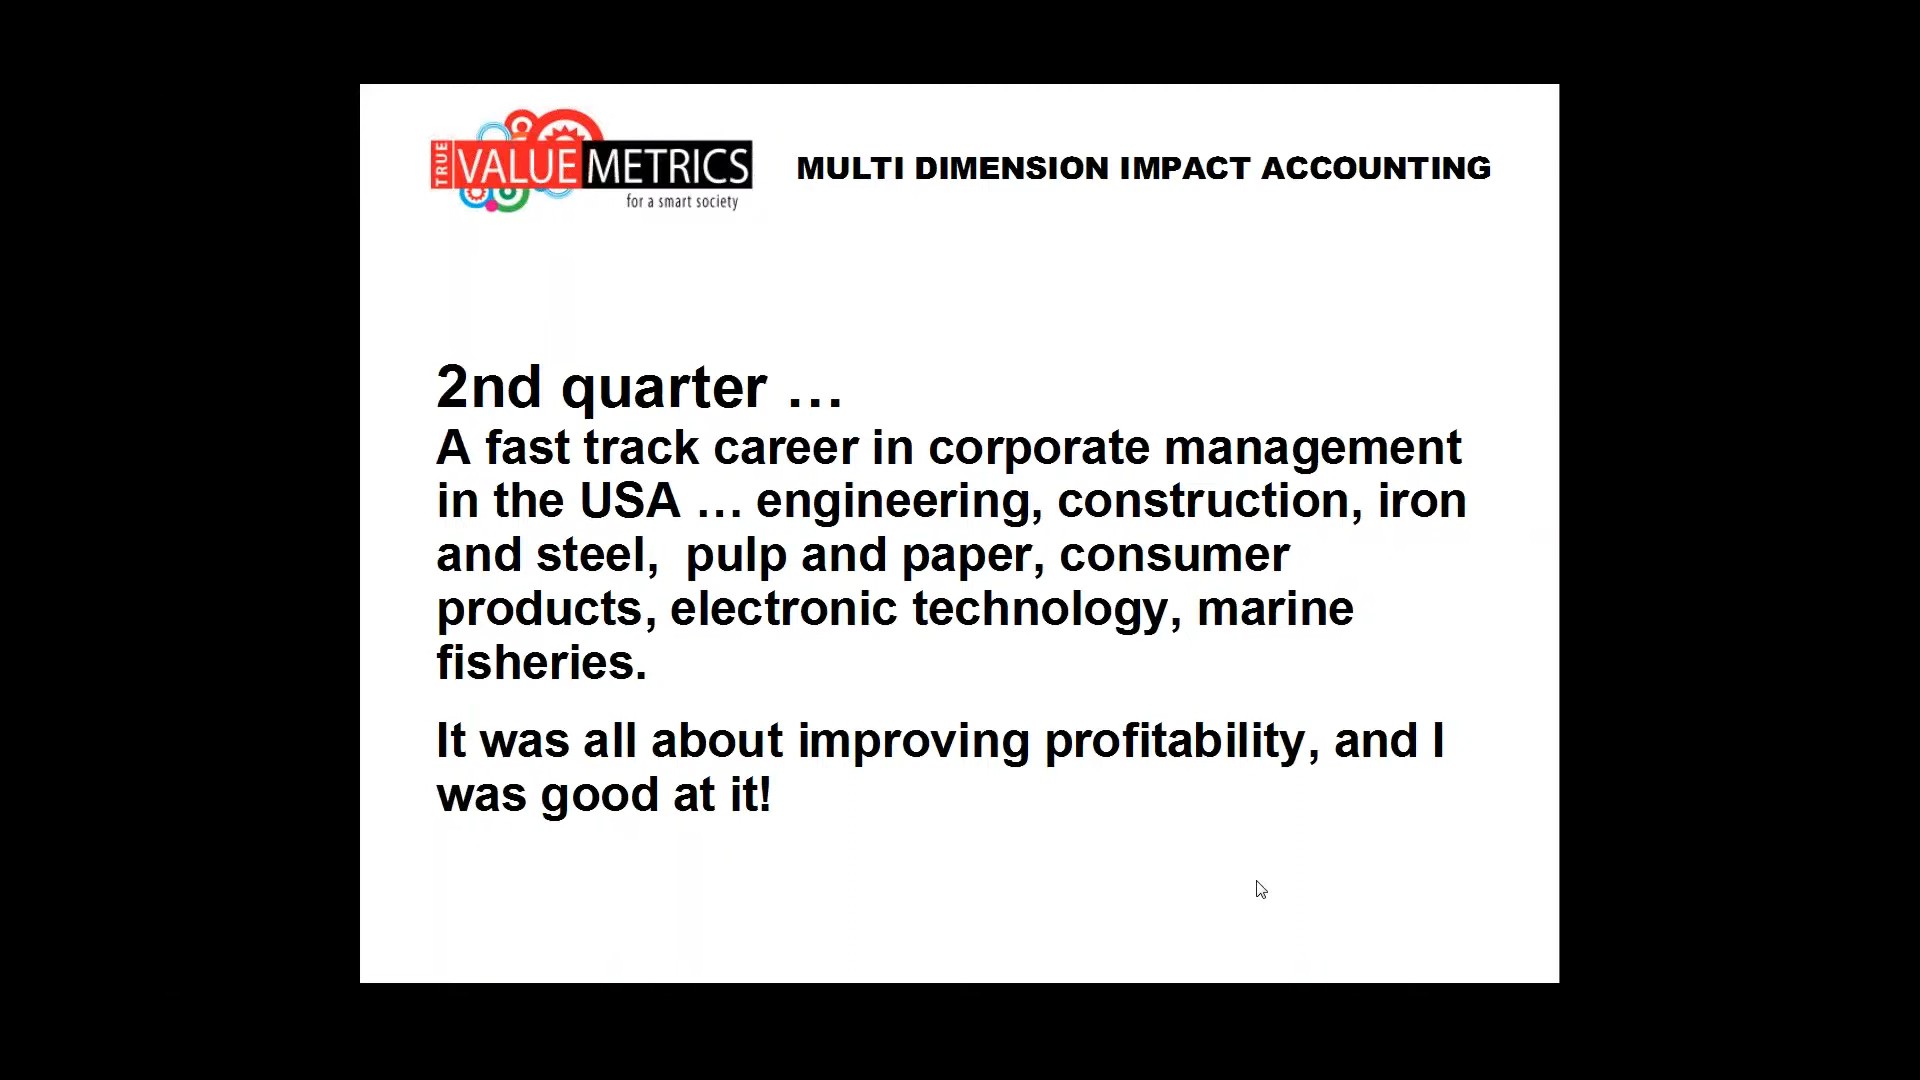 TRUE VALUE METRICS
for a smart society
MULTI DIMENSION IMPACT ACCOUNTING
2nd quarter …
A fast track career in corporate management
in the USA … engineering, construction, iron
and steel,  pulp and paper, consumer
products, electronic technology, marine
fisheries.
It was all about improving profitability, and I
was good at it!